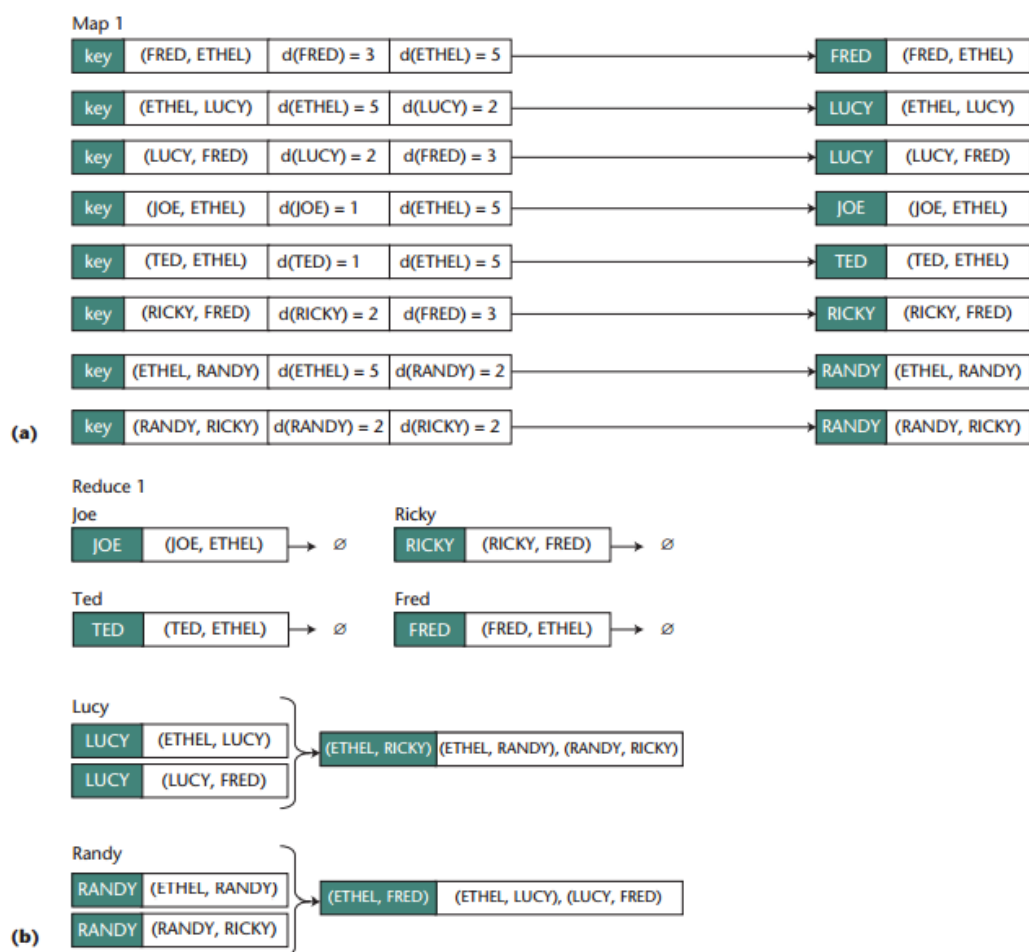 Map 1
key (FRED, ETHEL) d(FRED) = 3 d(ETHEL) = 5 FRED (FRED, ETHEL)
key (ETHEL, LUCY) d(ETHEL) = 5 d(LUCY) = 2 LUCY (ETHEL, LUCY)
key (LUCY, FRED) d(LUCY) = 2 d(FRED) = 3 LUCY (LUCY, FRED)
key (JOE, ETHEL) d(JOE) = 1 d(ETHEL) = 5 JOE (JOE, ETHEL)
key (TED, ETHEL) d(TED) = 1 d(ETHEL) = 5 TED (TED, ETHEL)
key (RICKY, FRED) d(RICKY) = 2 d(FRED) = 3 RICKY (RICKY, FRED)
key (ETHEL, RANDY) d(ETHEL) = 5 d(RANDY) = 2 RANDY (ETHEL, RANDY)
(a) key (RANDY, RICKY) d(RANDY) = 2 d(RICKY) = 2 RANDY (RANDY, RICKY)
Reduce 1
Joe Ricky
JOE (JOE, ETHEL) ∅ RICKY (RICKY, FRED) ∅
Ted Fred
TED (TED, ETHEL) ∅ FRED (FRED, ETHEL) ∅
Lucy
LUCY (ETHEL, LUCY)
(ETHEL, RICKY) (ETHEL, RANDY), (RANDY, RICKY)
LUCY (LUCY, FRED)
Randy
RANDY (ETHEL, RANDY)
(ETHEL, FRED) (ETHEL, LUCY), (LUCY, FRED)
(b) RANDY (RANDY, RICKY)